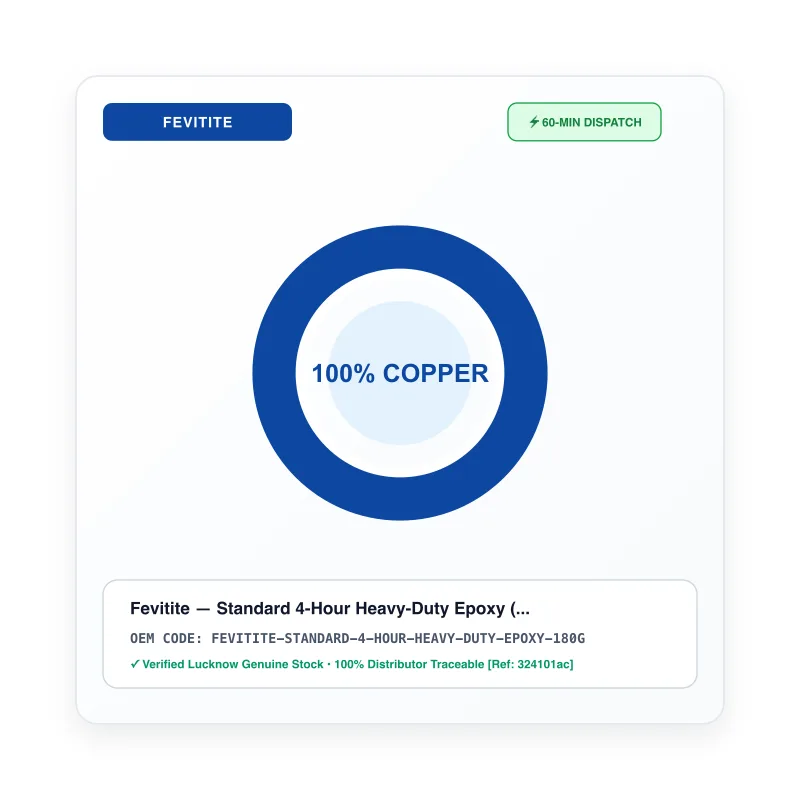 FEVITITE
⚡ 60-MIN DISPATCH
100% COPPER
Fevitite — Standard 4-Hour Heavy-Duty Epoxy (...
OEM CODE: FEVITITE-STANDARD-4-HOUR-HEAVY-DUTY-EPOXY-180G
✓ Verified Lucknow Genuine Stock • 100% Distributor Traceable [Ref: 324101ac]